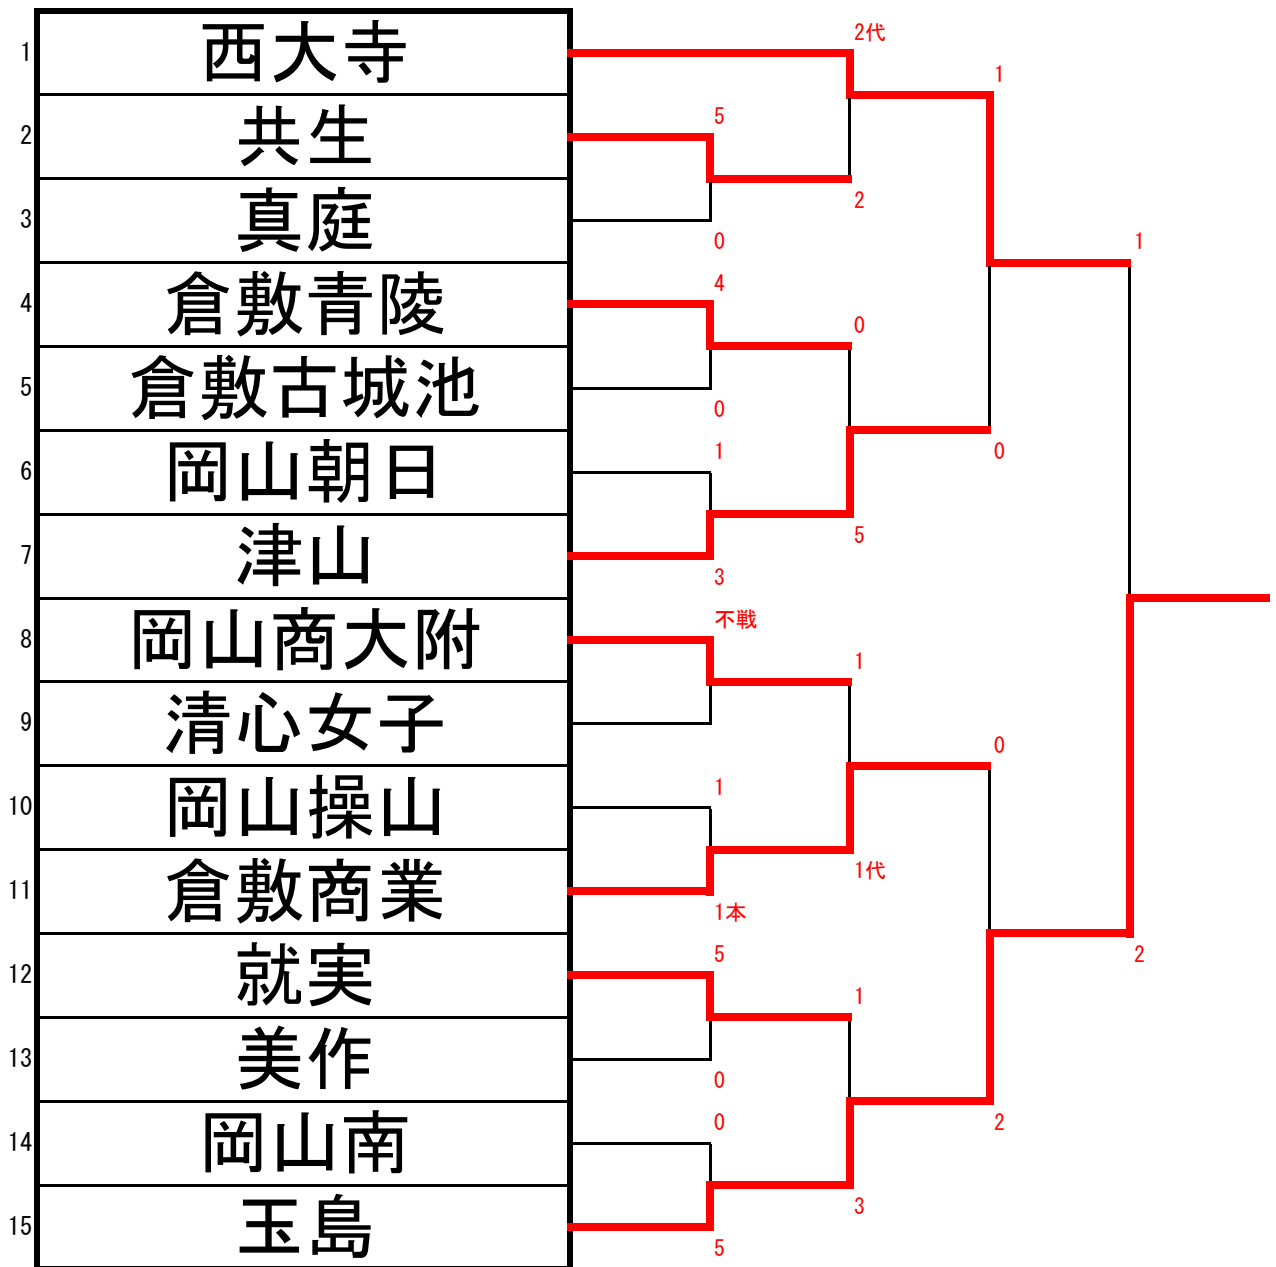 1 西大寺
2 共生
3 真庭
4 倉敷青陵
5 倉敷古城池
6 岡山朝日
7 津山
8 岡山商大附
9 清心女子
10 岡山操山
11 倉敷商業
12 就実
13 美作
14 岡山南
15 玉島
5
0
4
0
1
3
不戦
1
1本
5
0
0
5
2代
2
0
5
1
1代
1
3
1
0
0
2
1
2